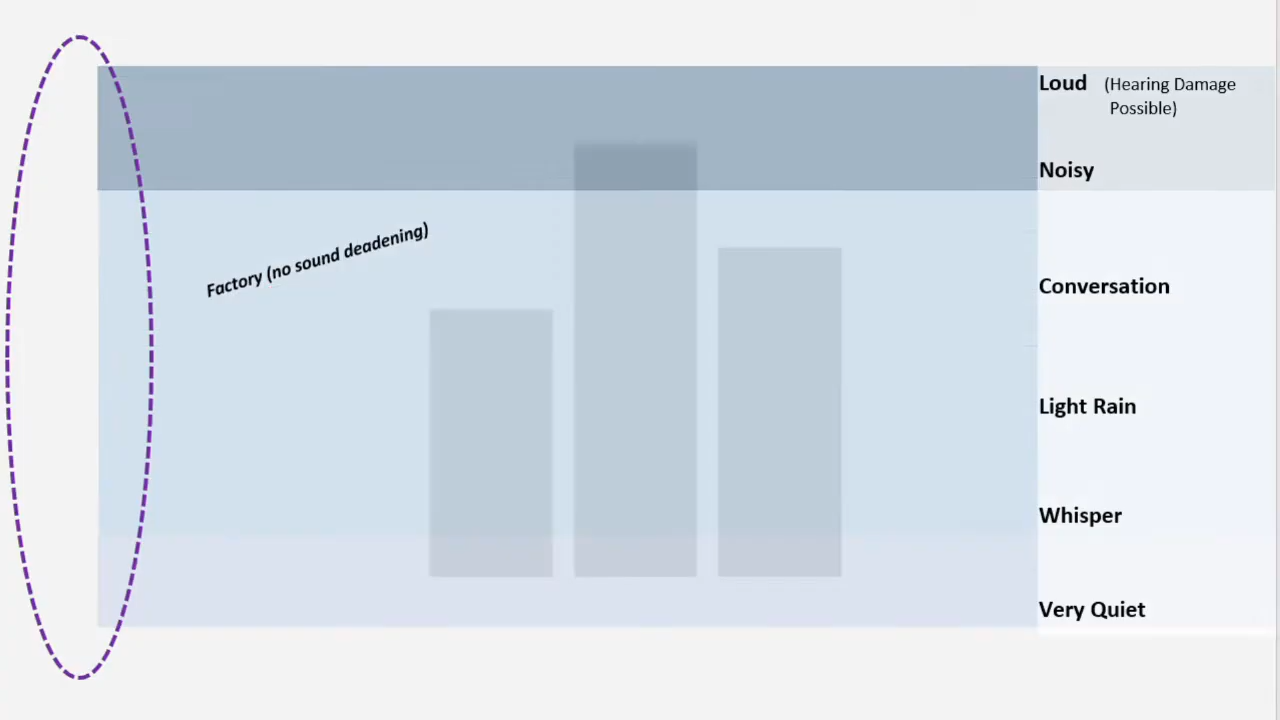 Loud (Hearing Damage
Possible)
Noisy
Factory (no sound deadening)
Conversation
Light Rain
Whisper
Very Quiet